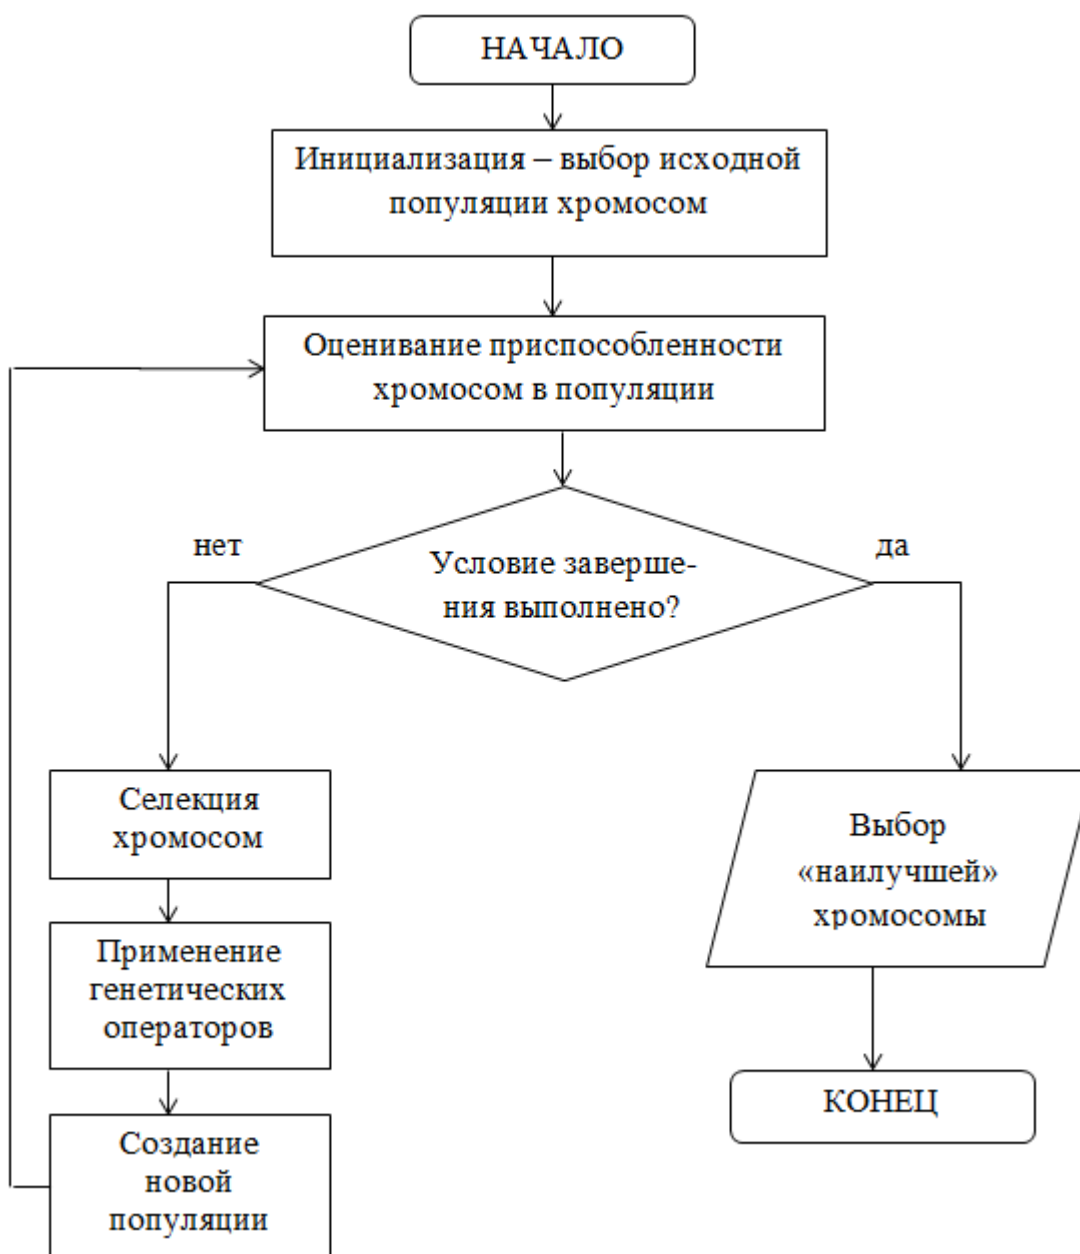 НАЧАЛО
Инициализация – выбор исходной
популяции хромосом
Оценивание приспособленности
хромосом в популяции
нет
да
Условие заверше-
ния выполнено?
Селекция
хромосом
Применение
генетических
операторов
Создание
новой
популяции
Выбор
«наилучшей»
хромосомы
КОНЕЦ